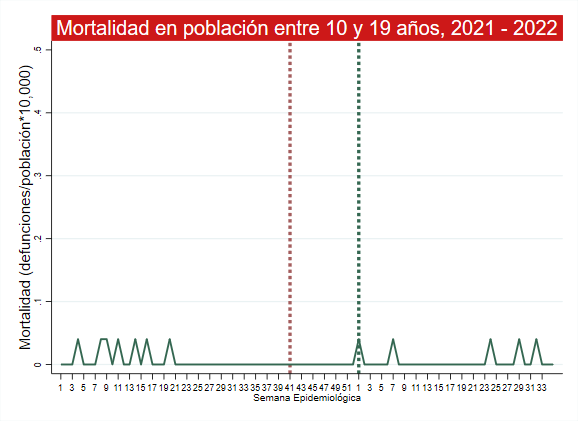 Mortalidad en población entre 10 y 19 años, 2021 - 2022
Mortalidad (defunciones/población*10,000)
.6
.4
.3
.2
.1
0
1 3 5 7 9 11 13 15 17 19 21 23 25 27 29 31 33 35 37 39 41 43 45 47 49 51 1 3 5 7 9 11 13 15 17 19 21 23 25 27 29 31 33
Semana Epidemiológica